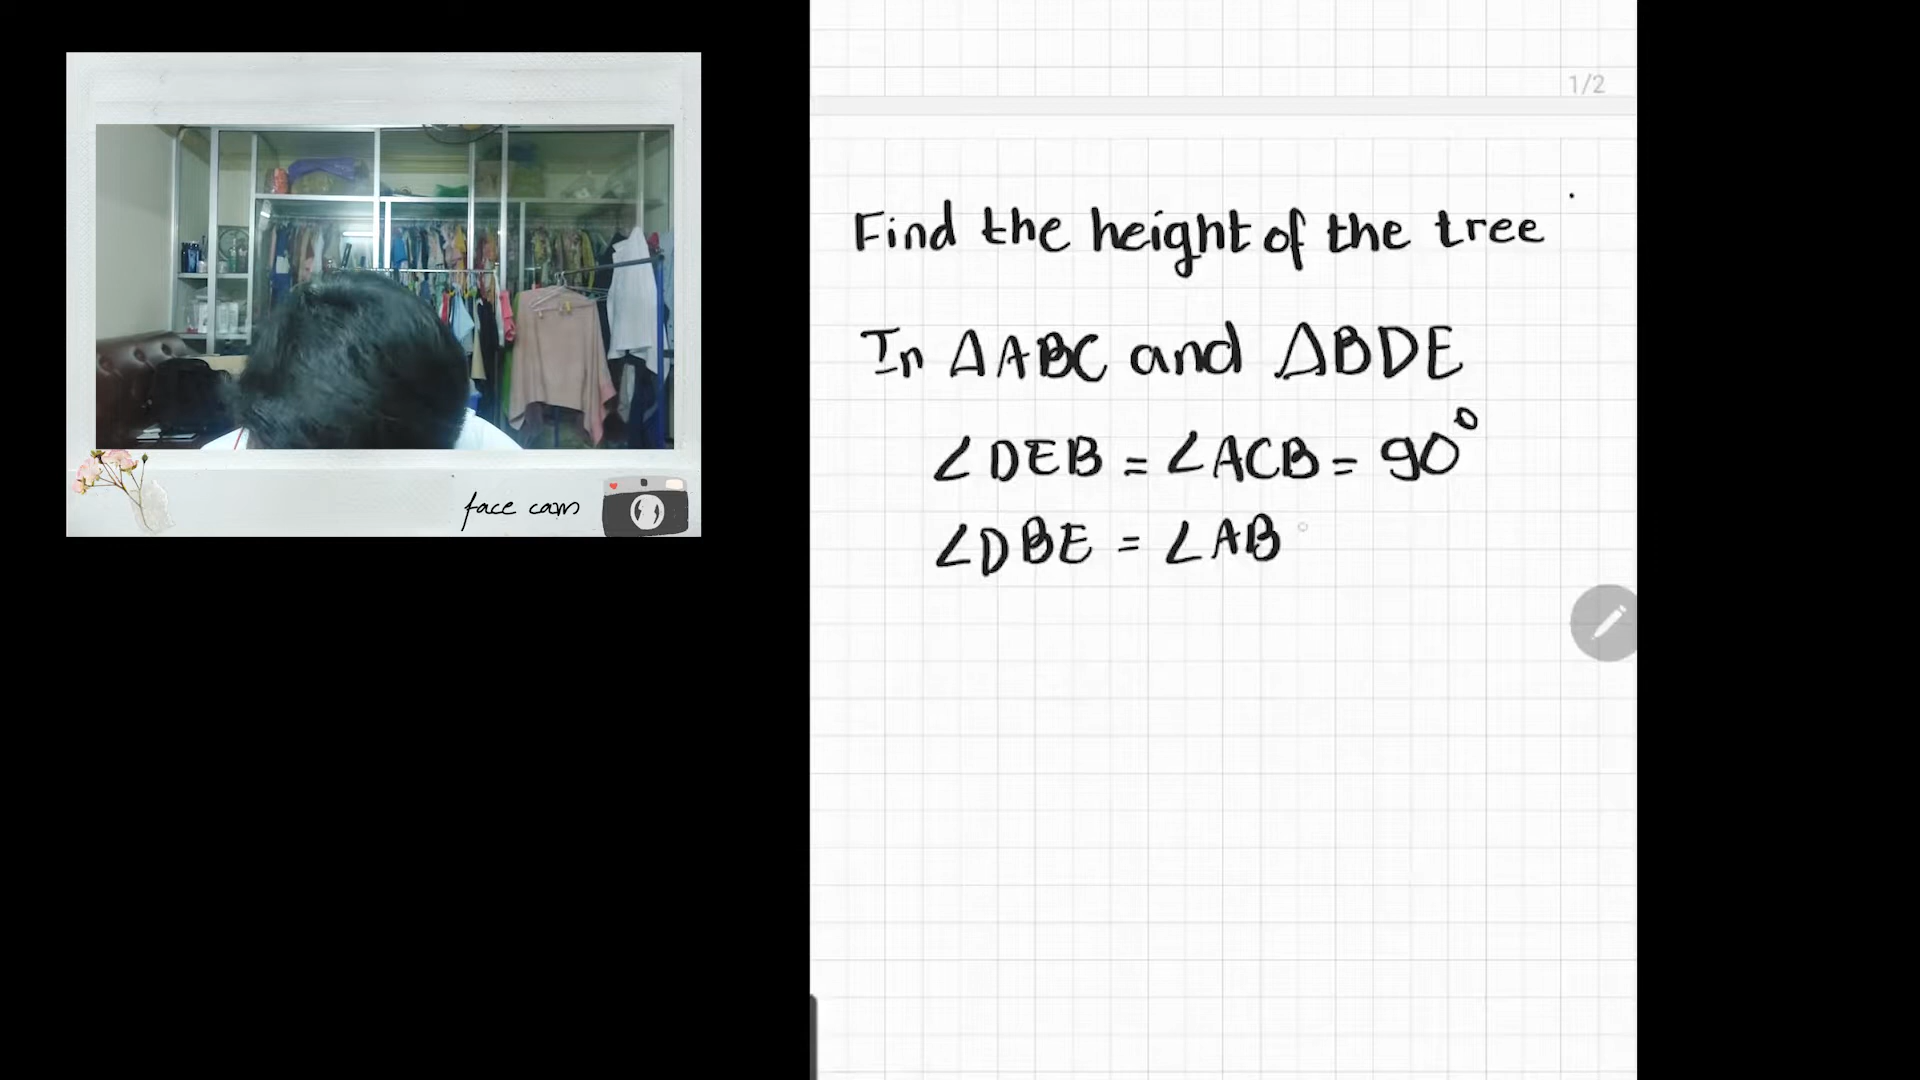 face cam
1/2
Find the height of the tree
In ΔABC and ΔBDE
∠DEB = ∠ACB = 90°
∠DBE = ∠AB